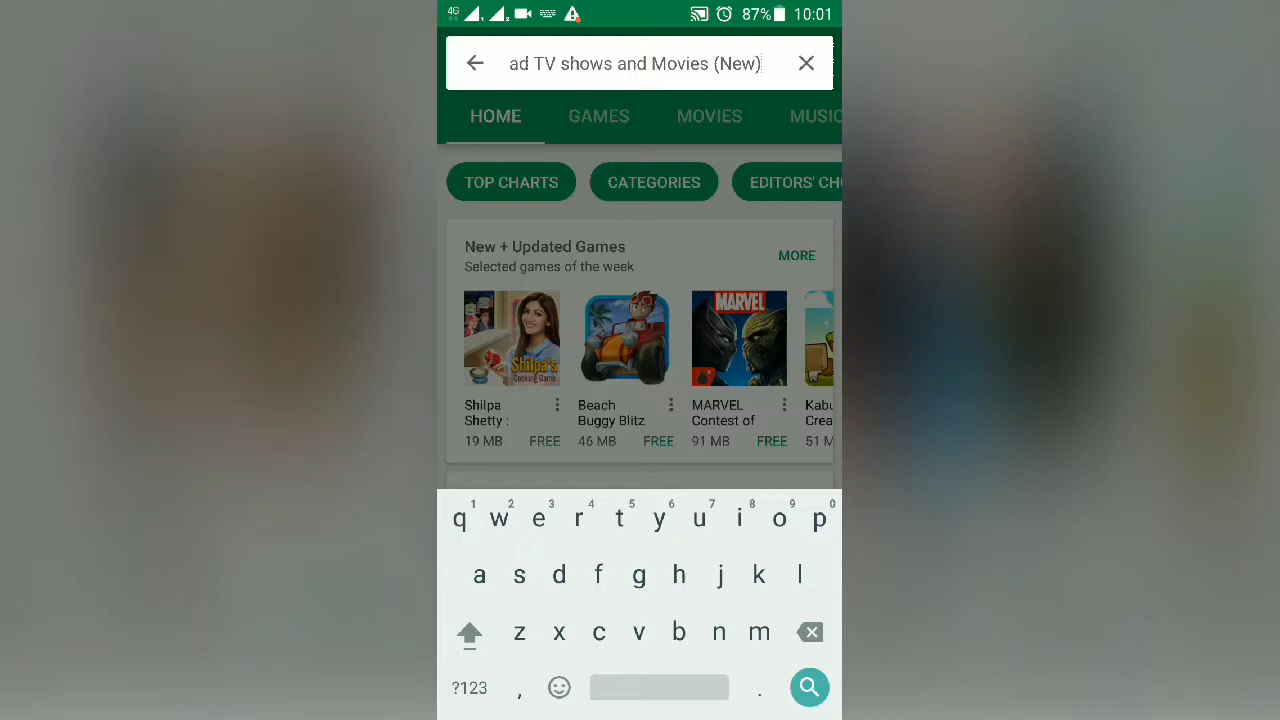 4G 1 2 87% 10:01
ad TV shows and Movies (New)
HOME GAMES MOVIES MUSIC
TOP CHARTS CATEGORIES EDITORS' CH
New + Updated Games
Selected games of the week
MORE
MARVEL
Shilpa's
Cooking Game
Shilpa
Shetty :
19 MB FREE
Beach
Buggy Blitz
46 MB FREE
MARVEL
Contest of
91 MB FREE
Kabu
Crea
51 M
1 2 3 4 5 6 7 8 9 0
q w e r t y u i o p
a s d f g h j k l
z x c v b n m
?123 , .